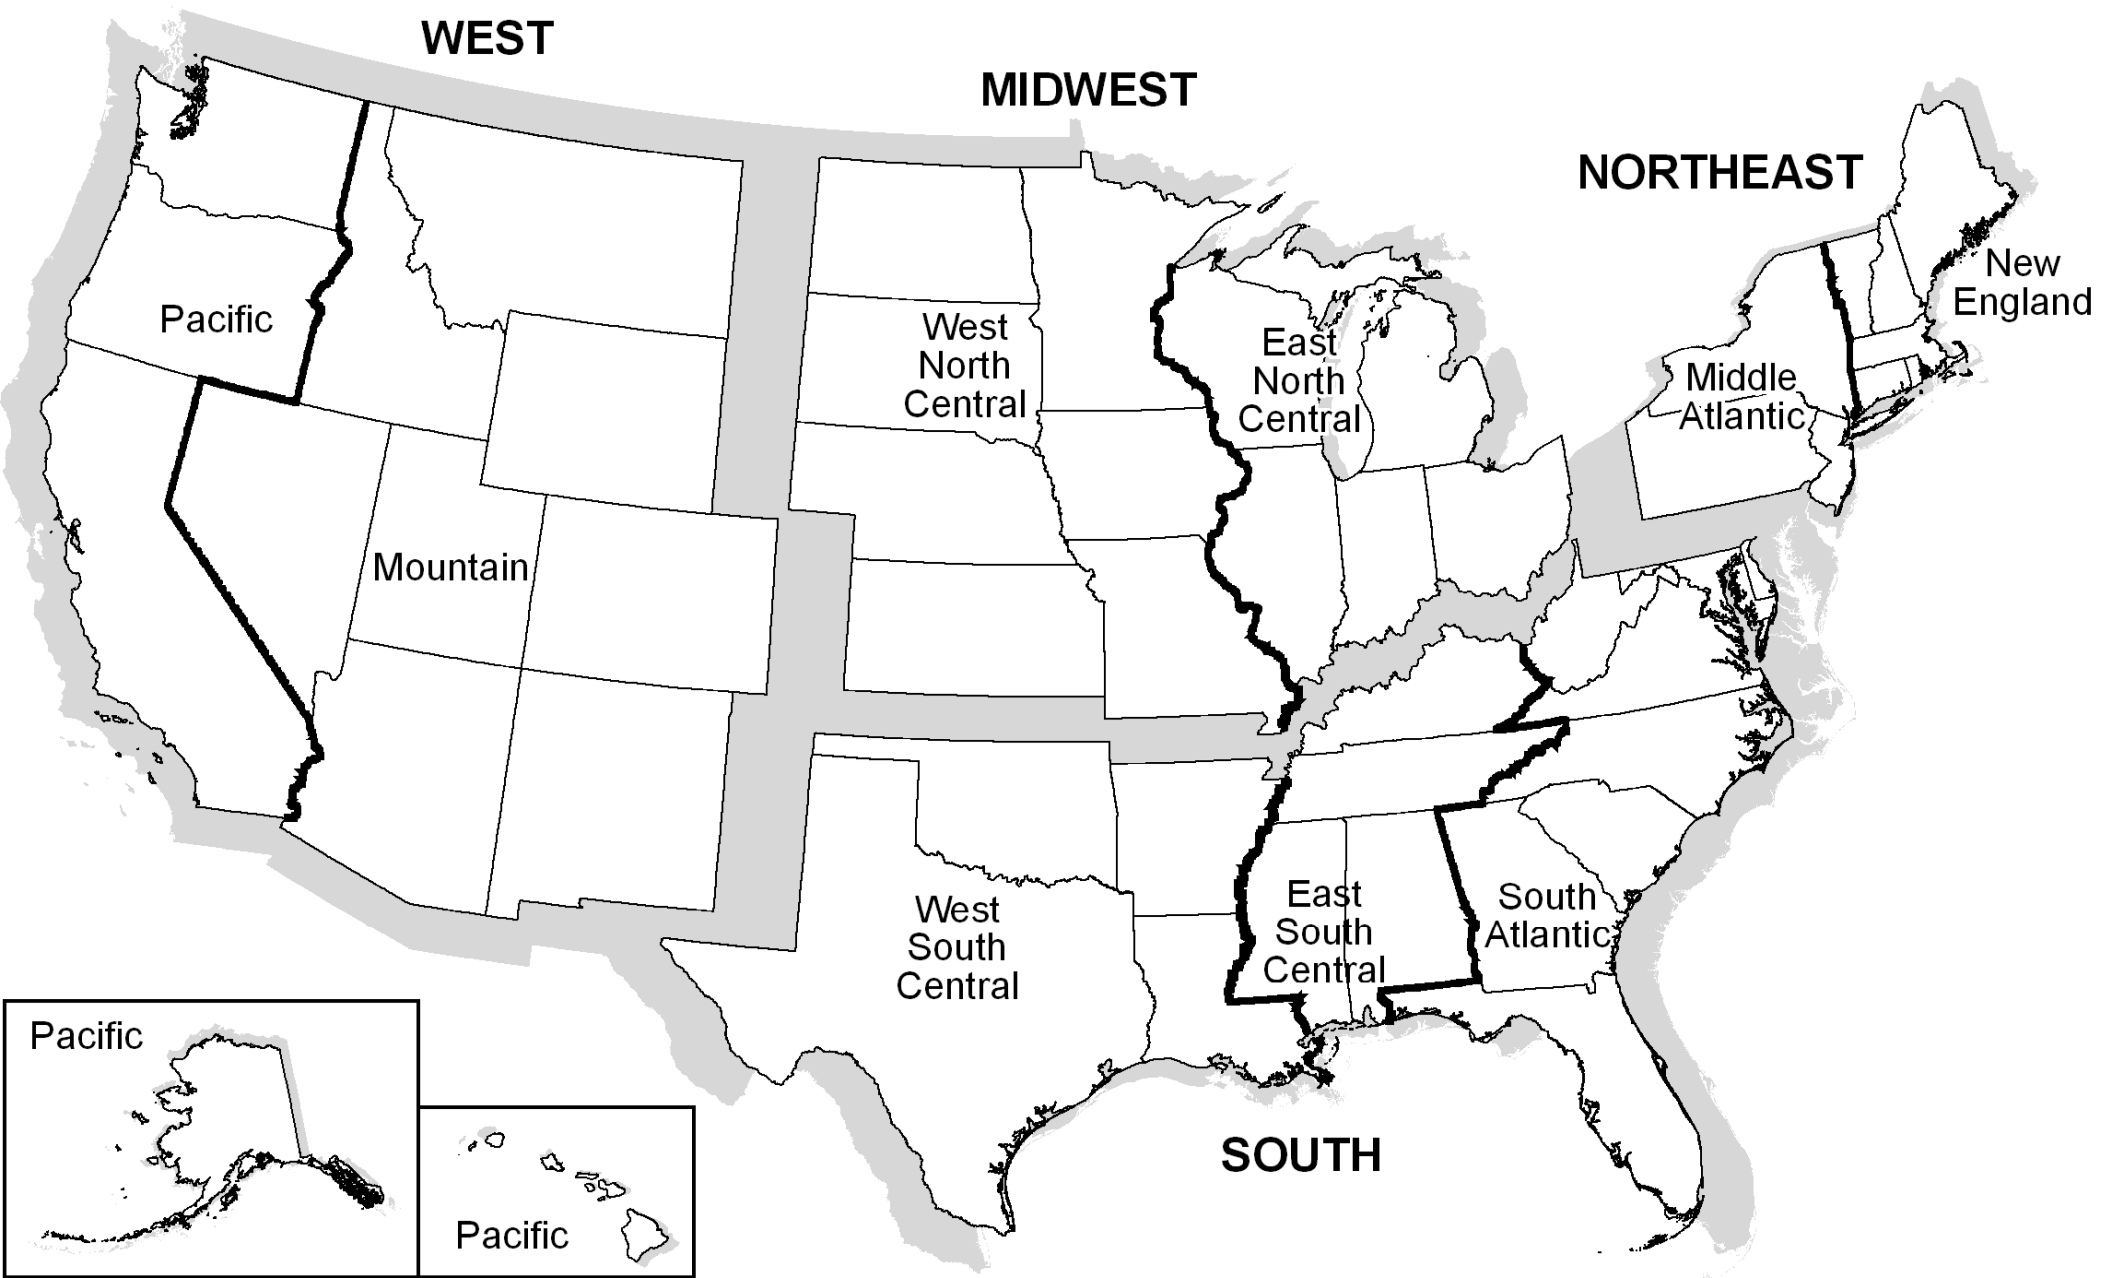 WEST
MIDWEST
NORTHEAST
New
England
Pacific
West
North
Central
East
North
Central
Middle
Atlantic
Mountain
West
South
Central
East
South
Central
South
Atlantic
Pacific
Pacific
SOUTH